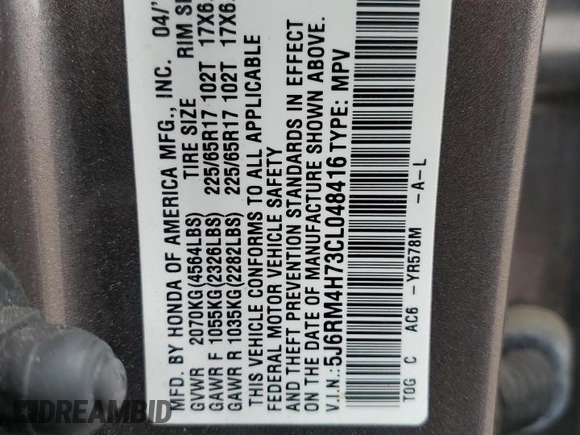 MFD. BY HONDA OF AMERICA MFG., INC. 04/
TIRE SIZE RIM SI
GVWR 2070KG(4564LBS) 225/65R17 102T 17X6.
GAWR F 1055KG(2326LBS) 225/65R17 102T 17X6.
GAWR R 1035KG(2282LBS)
THIS VEHICLE CONFORMS TO ALL APPLICABLE
FEDERAL MOTOR VEHICLE SAFETY
AND THEFT PREVENTION STANDARDS IN EFFECT
ON THE DATE OF MANUFACTURE SHOWN ABOVE.
V.I.N.:5J6RM4H73CL048416 TYPE: MPV
TOG C AC6 -YR578M -A-L
DREAMBID